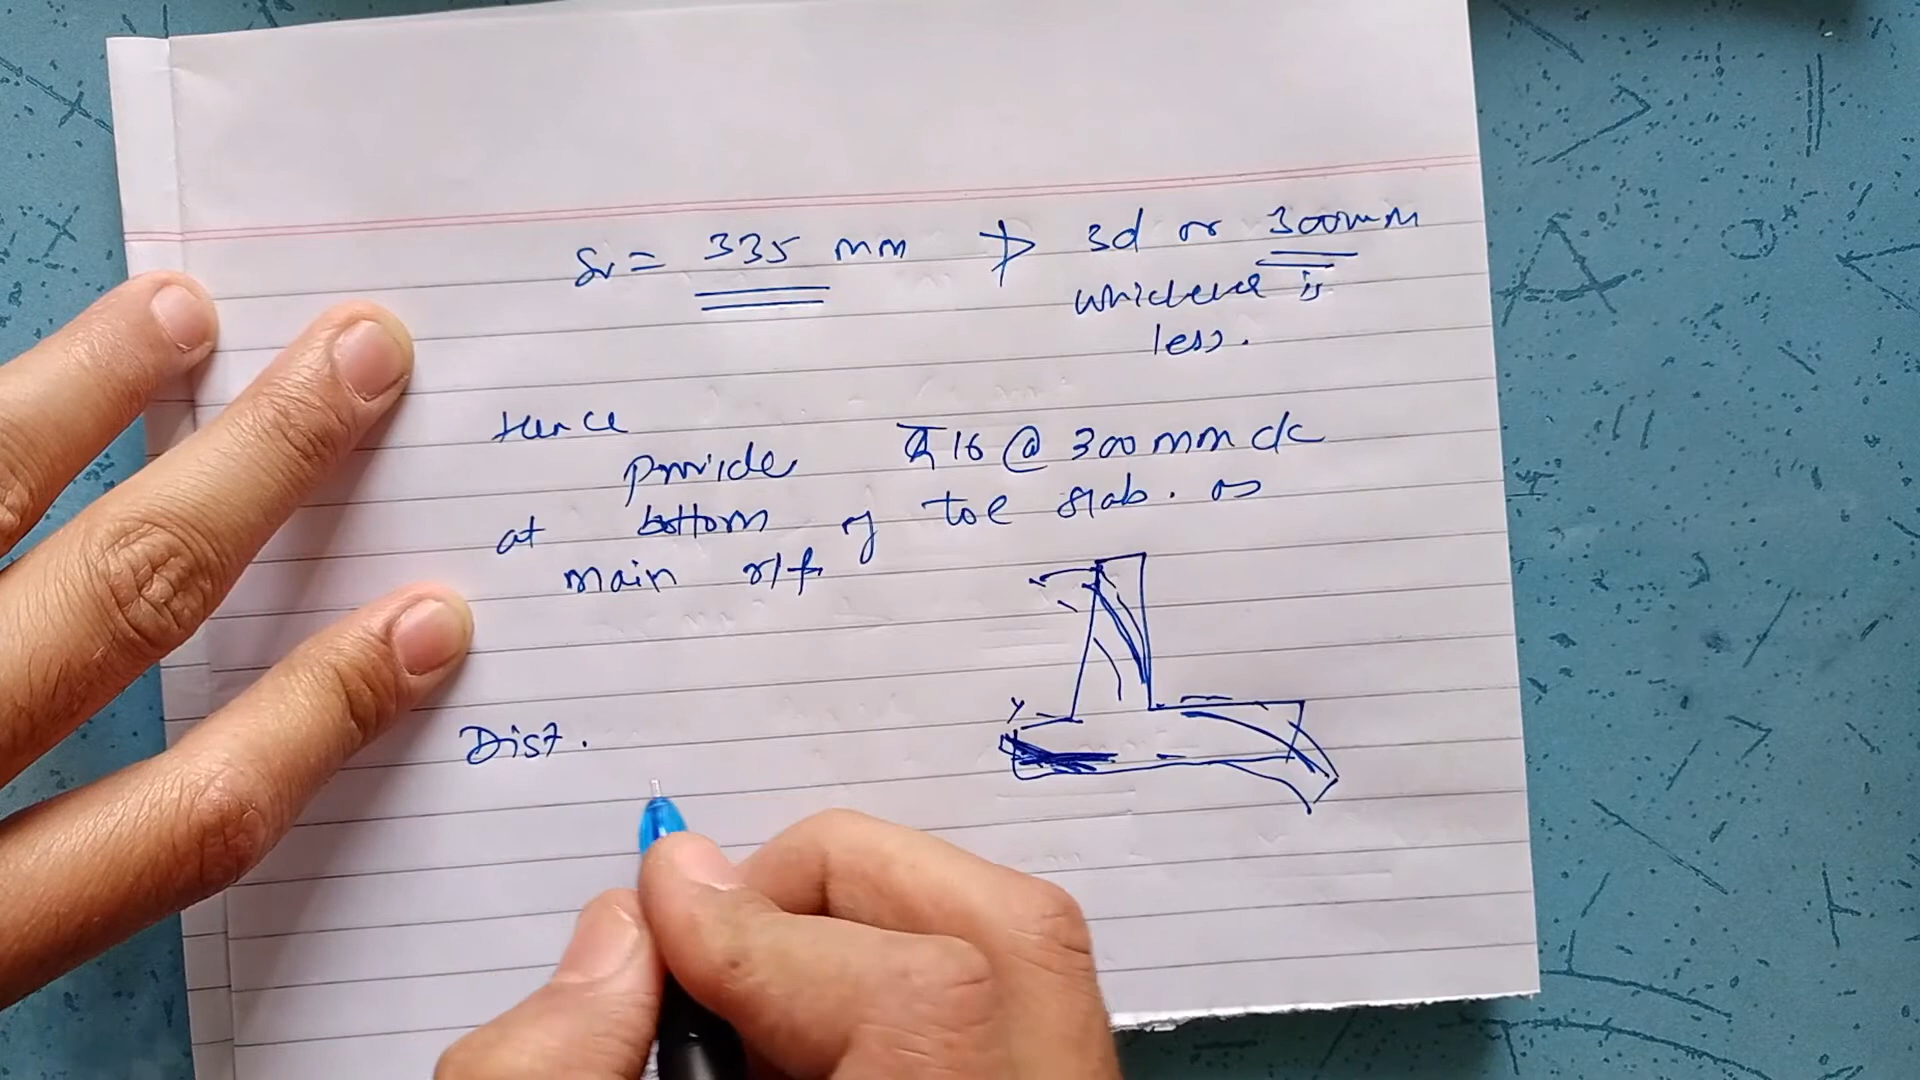 Sv = 335 mm ≯ 3d or 300mm
whichever is
less.
Hence
provide 16 @ 300 mm c/c
at bottom of toe slab. as
main r/f
Dist.